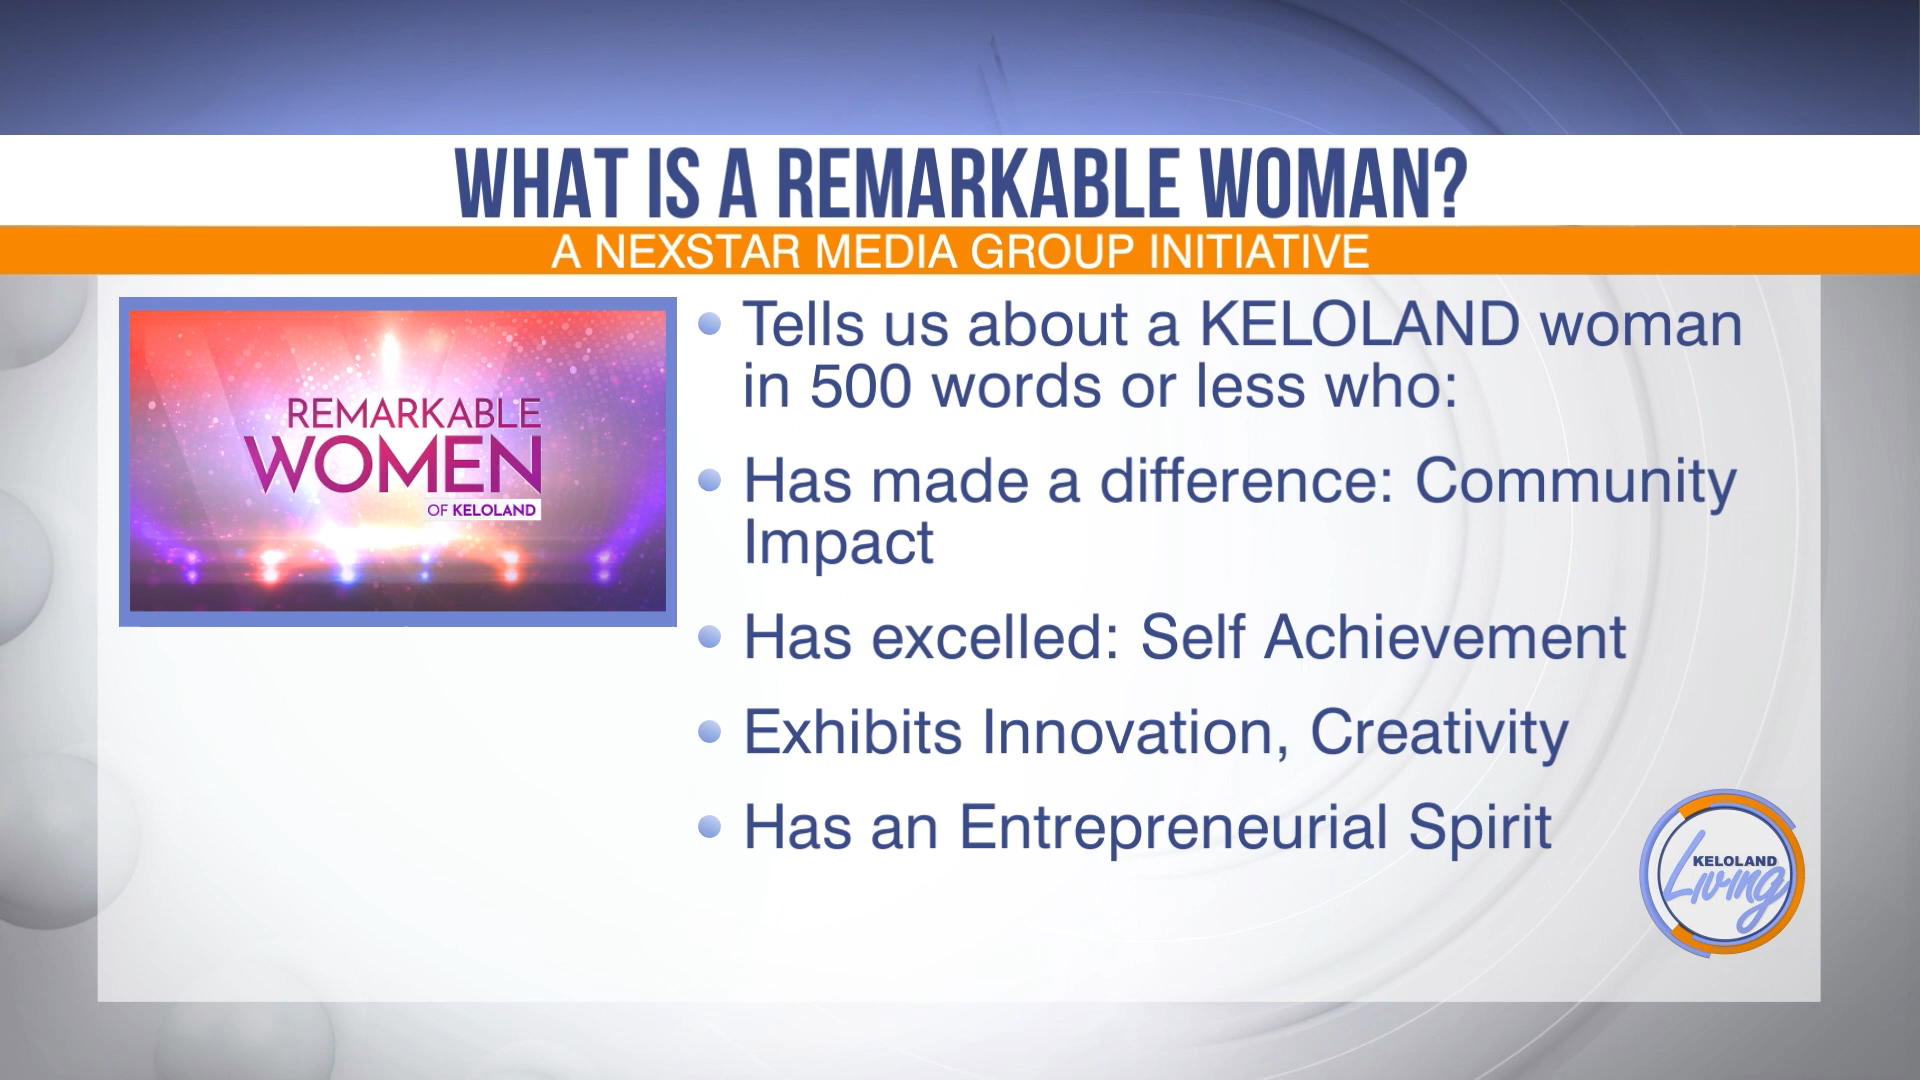 WHAT IS A REMARKABLE WOMAN?
A NEXSTAR MEDIA GROUP INITIATIVE
REMARKABLE
WOMEN
OF KELOLAND
Tells us about a KELOLAND woman
in 500 words or less who:
Has made a difference: Community
Impact
Has excelled: Self Achievement
Exhibits Innovation, Creativity
Has an Entrepreneurial Spirit
KELOLAND
Living